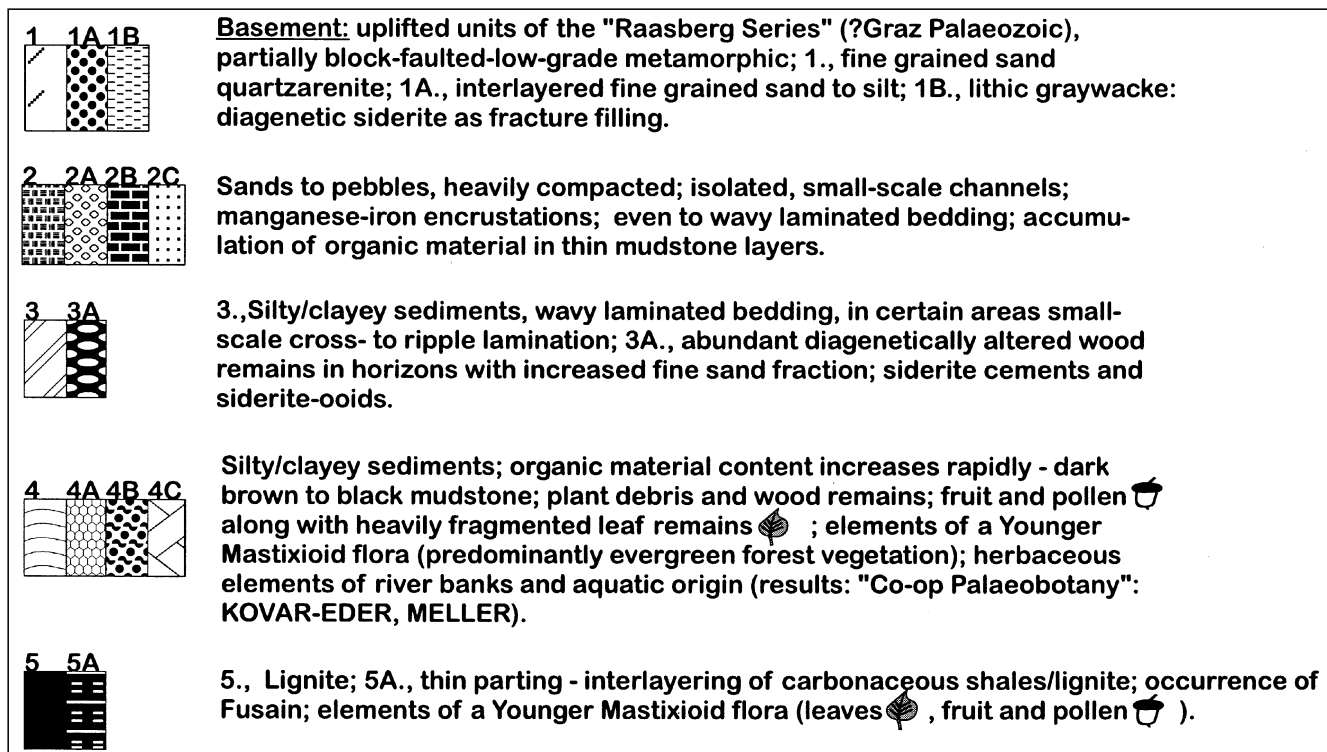 1 1A 1B
Basement: uplifted units of the "Raasberg Series" (?Graz Palaeozoic),
partially block-faulted-low-grade metamorphic; 1., fine grained sand
quartzarenite; 1A., interlayered fine grained sand to silt; 1B., lithic graywacke:
diagenetic siderite as fracture filling.
2 2A 2B 2C
Sands to pebbles, heavily compacted; isolated, small-scale channels;
manganese-iron encrustations; even to wavy laminated bedding; accumu-
lation of organic material in thin mudstone layers.
3 3A
3.,Silty/clayey sediments, wavy laminated bedding, in certain areas small-
scale cross- to ripple lamination; 3A., abundant diagenetically altered wood
remains in horizons with increased fine sand fraction; siderite cements and
siderite-ooids.
4 4A 4B 4C
Silty/clayey sediments; organic material content increases rapidly - dark
brown to black mudstone; plant debris and wood remains; fruit and pollen
along with heavily fragmented leaf remains ; elements of a Younger
Mastixioid flora (predominantly evergreen forest vegetation); herbaceous
elements of river banks and aquatic origin (results: "Co-op Palaeobotany":
KOVAR-EDER, MELLER).
5 5A
5., Lignite; 5A., thin parting - interlayering of carbonaceous shales/lignite; occurrence of
Fusain; elements of a Younger Mastixioid flora (leaves , fruit and pollen ).